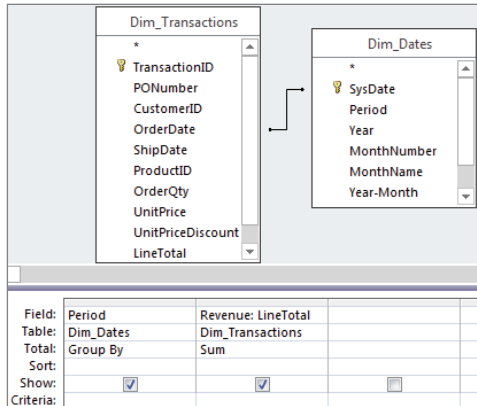 Dim_Transactions
*
TransactionID
PONumber
CustomerID
OrderDate
ShipDate
ProductID
OrderQty
UnitPrice
UnitPriceDiscount
LineTotal
Dim_Dates
*
SysDate
Period
Year
MonthNumber
MonthName
Year-Month
Field: Period Revenue: LineTotal
Table: Dim_Dates Dim_Transactions
Total: Group By Sum
Sort:
Show:
Criteria: